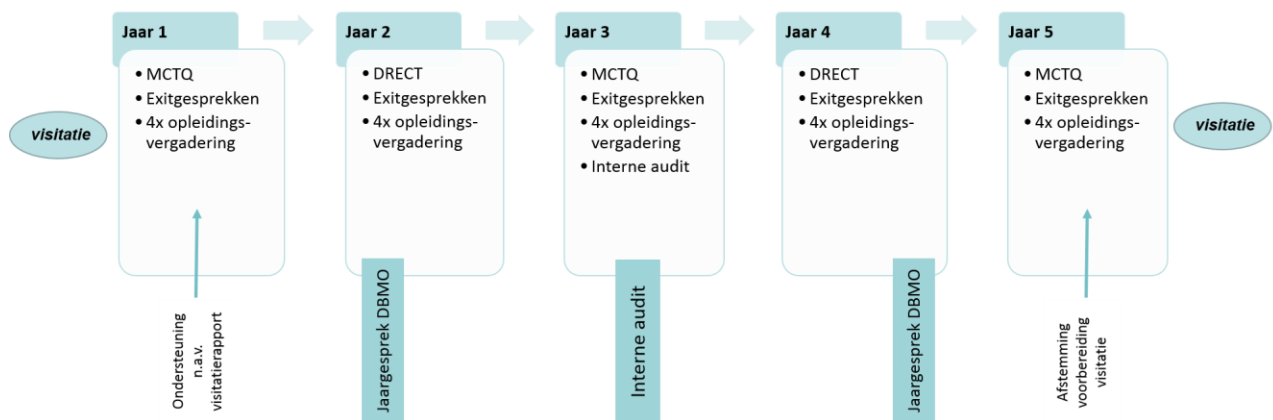 Jaar 1
• MCTQ
• Exitgesprekken
• 4x opleidings-
vergadering
Jaar 2
• DRECT
• Exitgesprekken
• 4x opleidings-
vergadering
Jaar 3
• MCTQ
• Exitgesprekken
• 4x opleidings-
vergadering
• Interne audit
Jaar 4
• DRECT
• Exitgesprekken
• 4x opleidings-
vergadering
Jaar 5
• MCTQ
• Exitgesprekken
• 4x opleidings-
vergadering
visitatie
visitatie
Ondersteuning
n.a.v.
visitatierapport
Jaargesprek DBMO
Interne audit
Jaargesprek DBMO
Afstemming
voorbereiding
visitatie